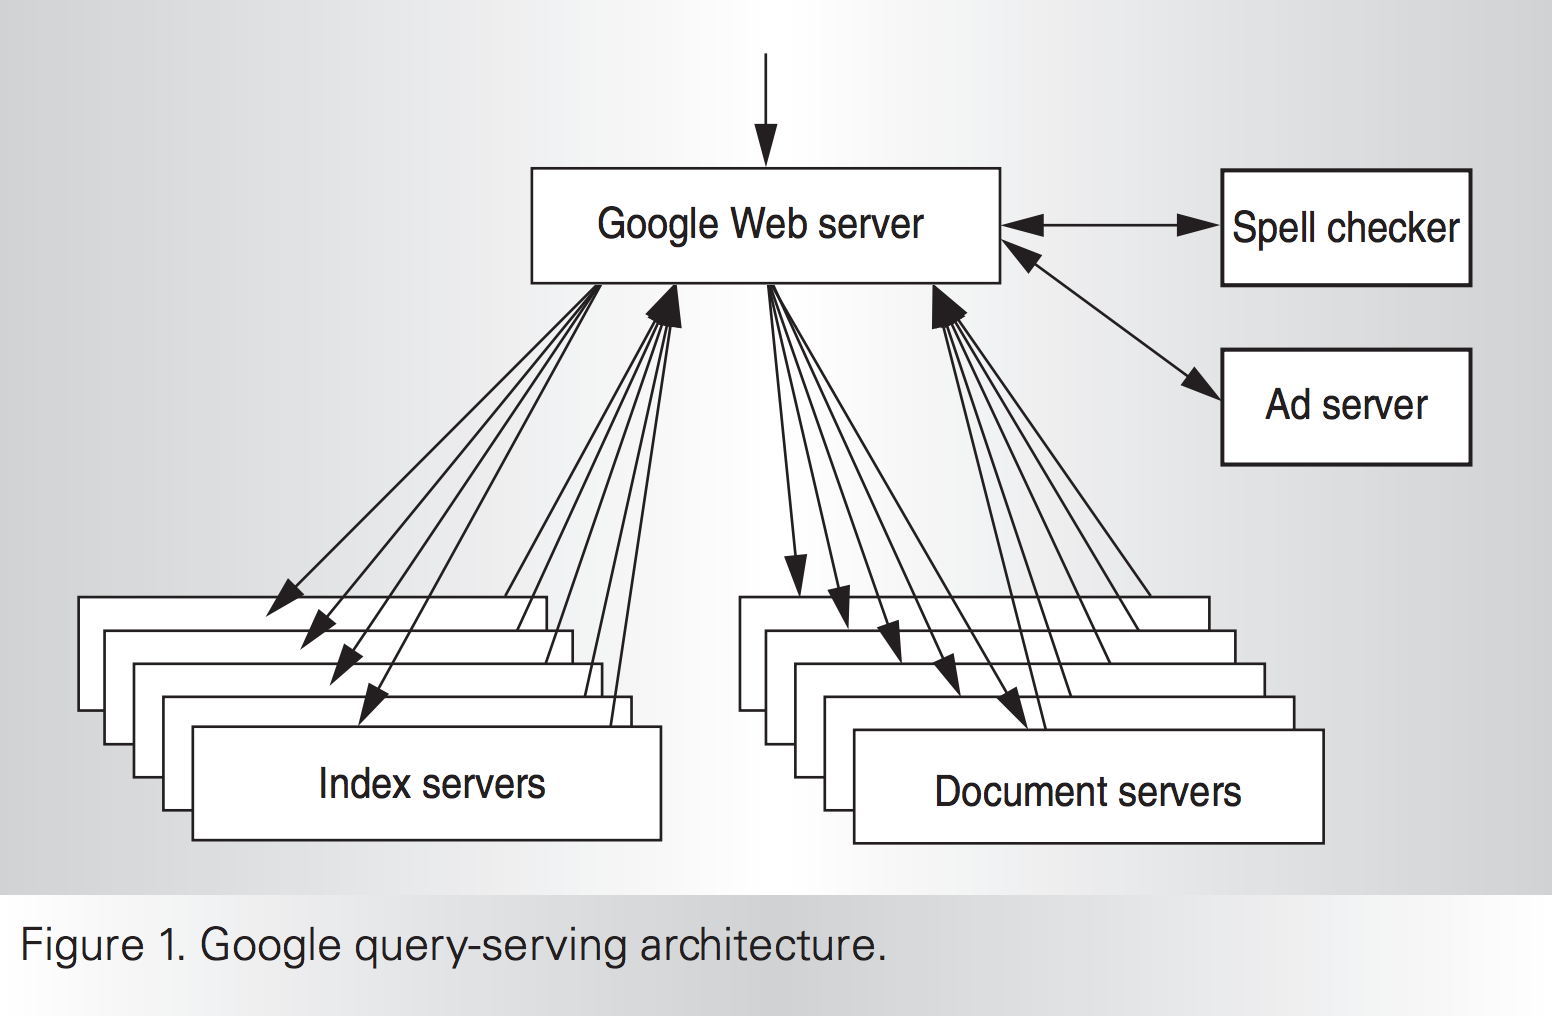 Google Web server
Spell checker
Ad server
Index servers
Document servers
Figure 1. Google query-serving architecture.